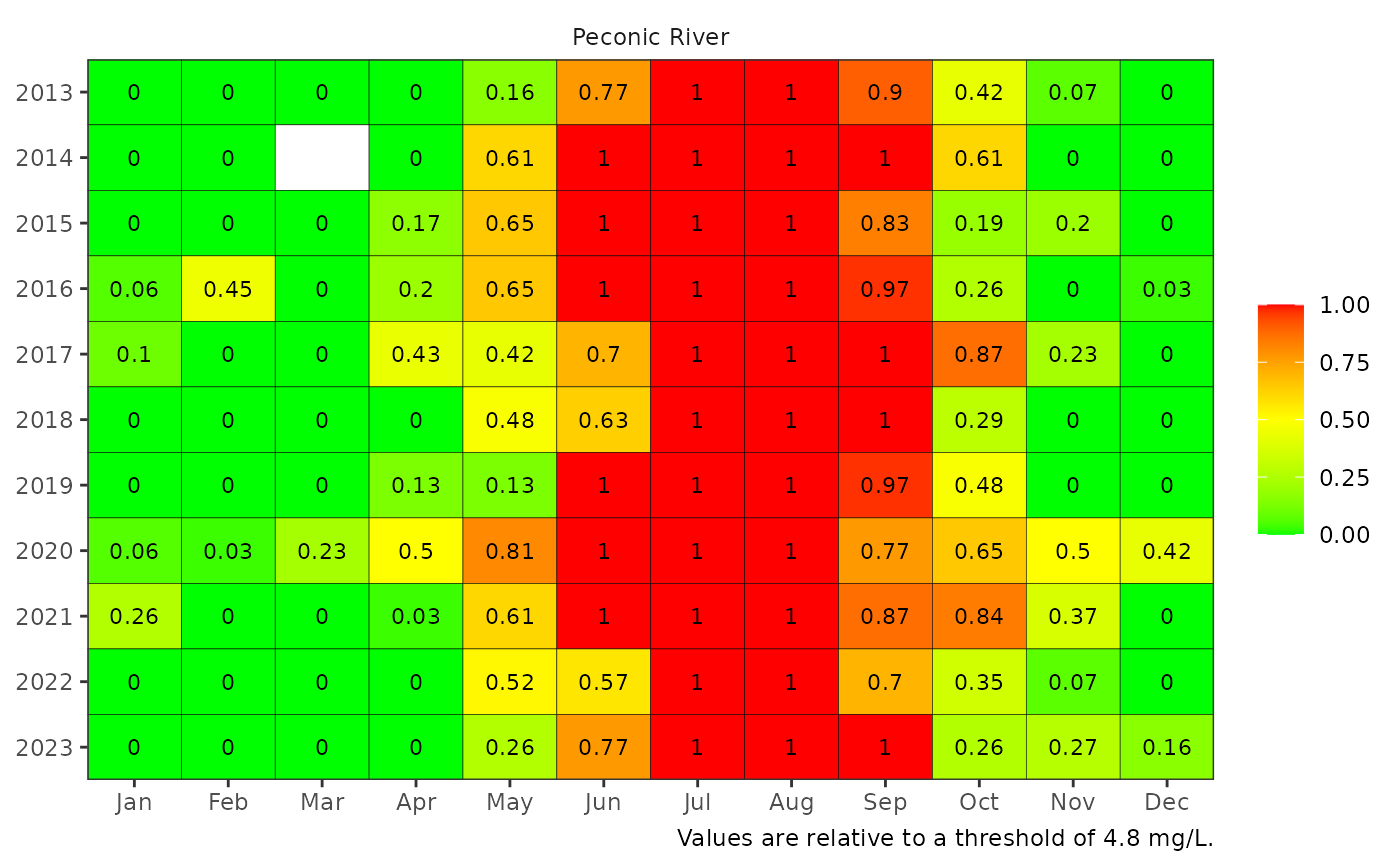 Peconic River
2013 0 0 0 0 0.16 0.77 1 1 0.9 0.42 0.07 0
2014 0 0 0 0.61 1 1 1 1 0.61 0 0
2015 0 0 0 0.17 0.65 1 1 1 0.83 0.19 0.2 0
2016 0.06 0.45 0 0.2 0.65 1 1 1 0.97 0.26 0 0.03
2017 0.1 0 0 0.43 0.42 0.7 1 1 1 0.87 0.23 0
2018 0 0 0 0 0.48 0.63 1 1 1 0.29 0 0
2019 0 0 0 0.13 0.13 1 1 1 0.97 0.48 0 0
2020 0.06 0.03 0.23 0.5 0.81 1 1 1 0.77 0.65 0.5 0.42
2021 0.26 0 0 0.03 0.61 1 1 1 0.87 0.84 0.37 0
2022 0 0 0 0 0.52 0.57 1 1 0.7 0.35 0.07 0
2023 0 0 0 0 0.26 0.77 1 1 1 0.26 0.27 0.16
Jan Feb Mar Apr May Jun Jul Aug Sep Oct Nov Dec
Values are relative to a threshold of 4.8 mg/L.
1.00
0.75
0.50
0.25
0.00